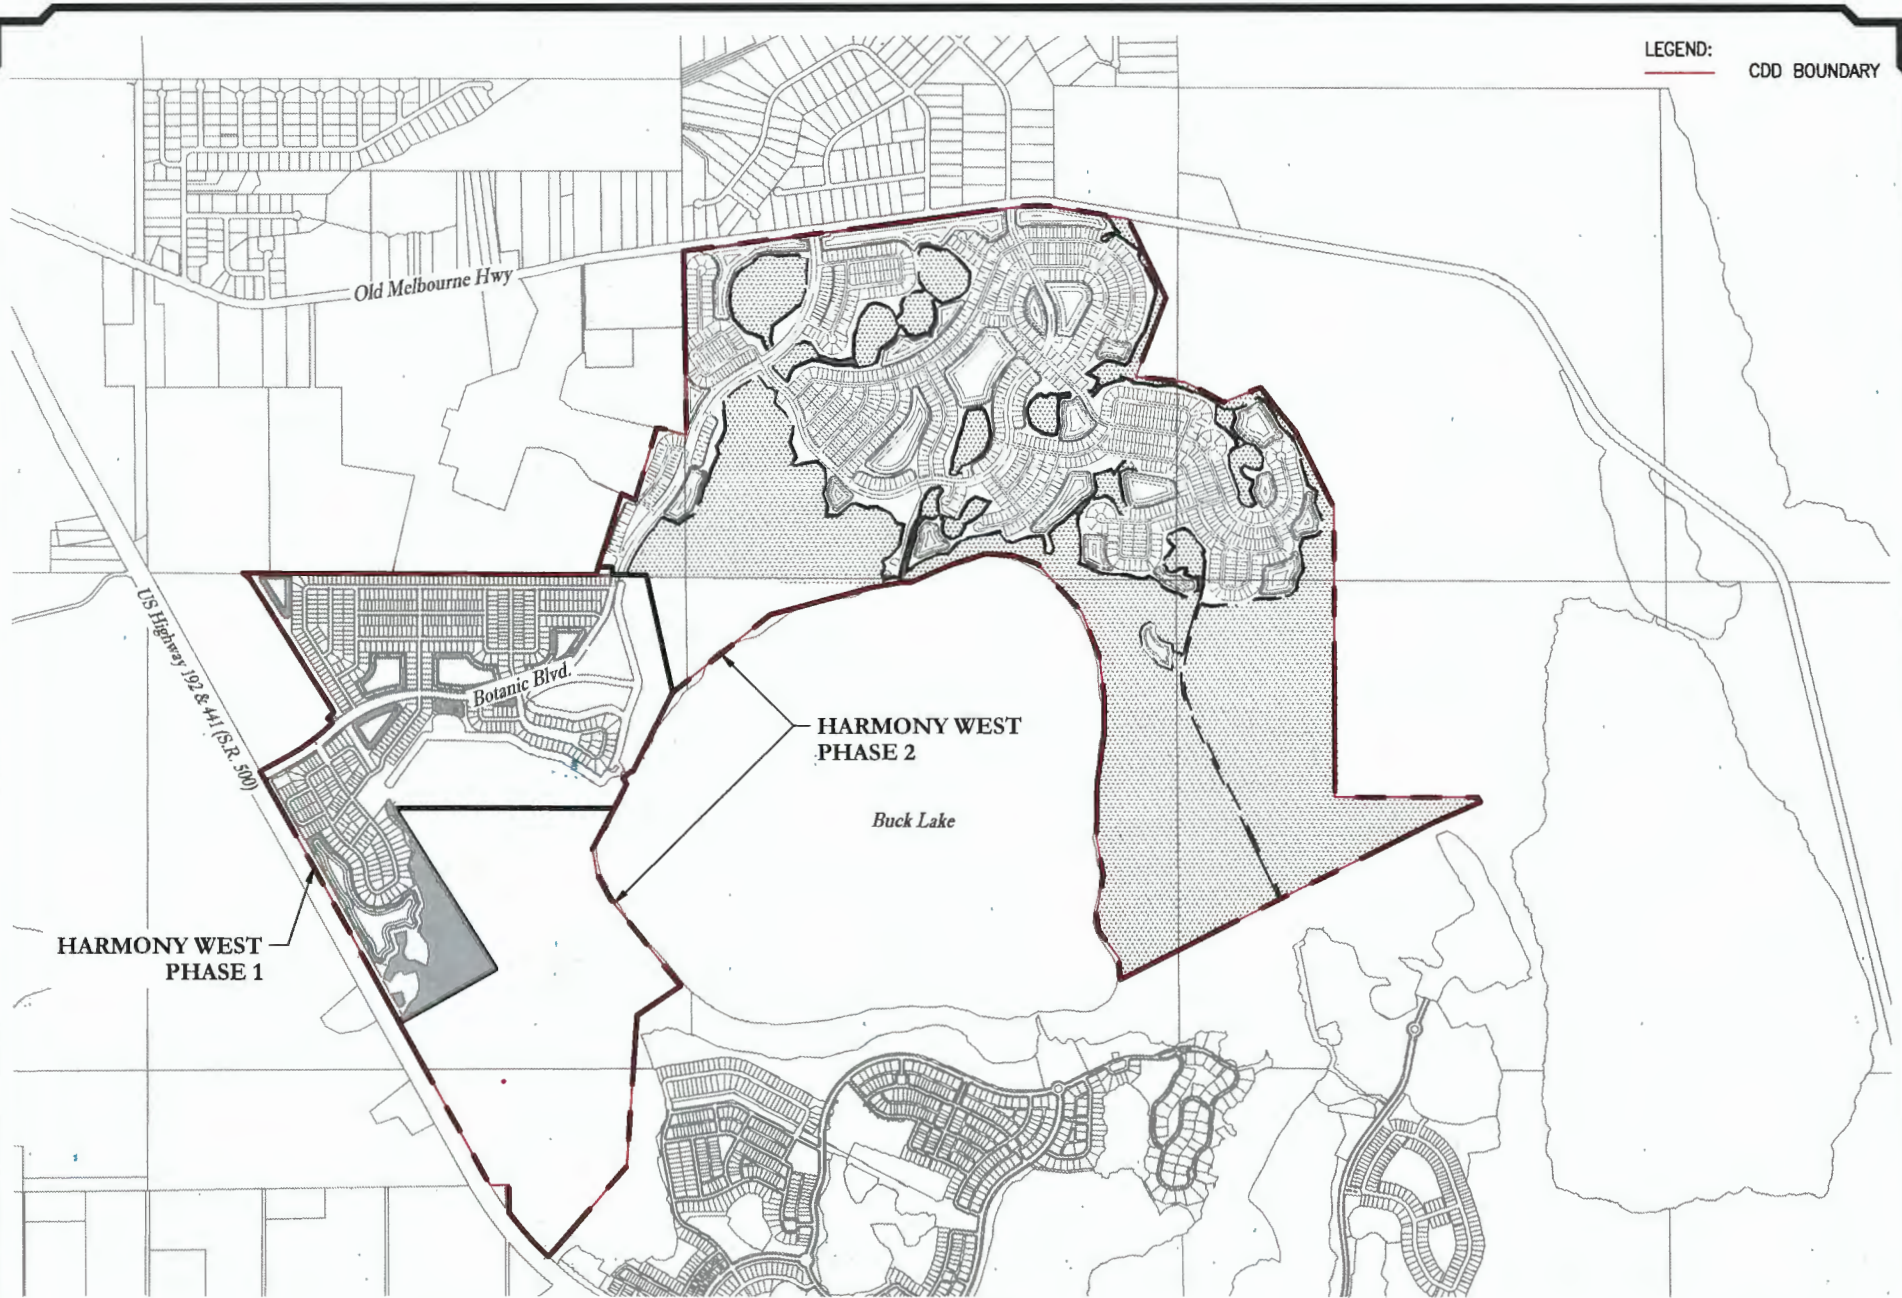 LEGEND:
CDD BOUNDARY
Old Melbourne Hwy
US Highway 192 & 441 (S.R. 500)
Botanic Blvd.
HARMONY WEST
PHASE 2
Buck Lake
HARMONY WEST
PHASE 1